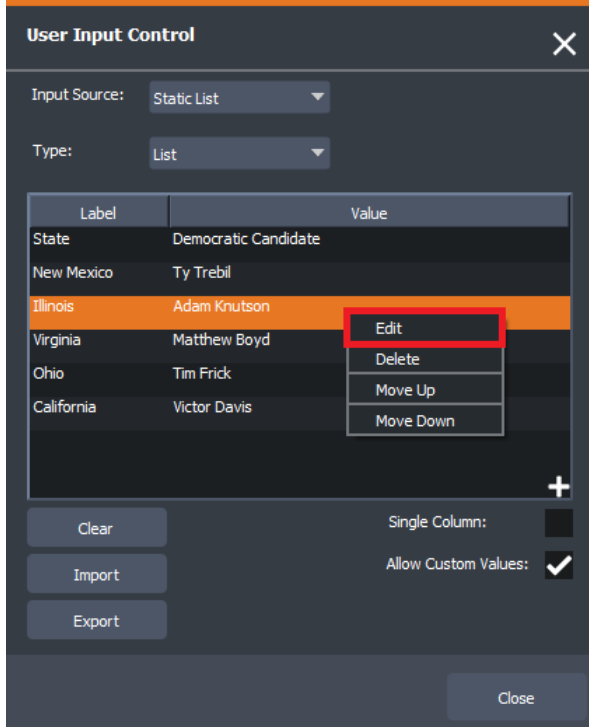 User Input Control
Input Source: Static List
Type: List
Label Value
State Democratic Candidate
New Mexico Ty Trebil
Illinois Adam Knutson
Edit
Virginia Matthew Boyd
Delete
Ohio Tim Frick
Move Up
California Victor Davis
Move Down
Clear Single Column:
Import Allow Custom Values:
Export
Close